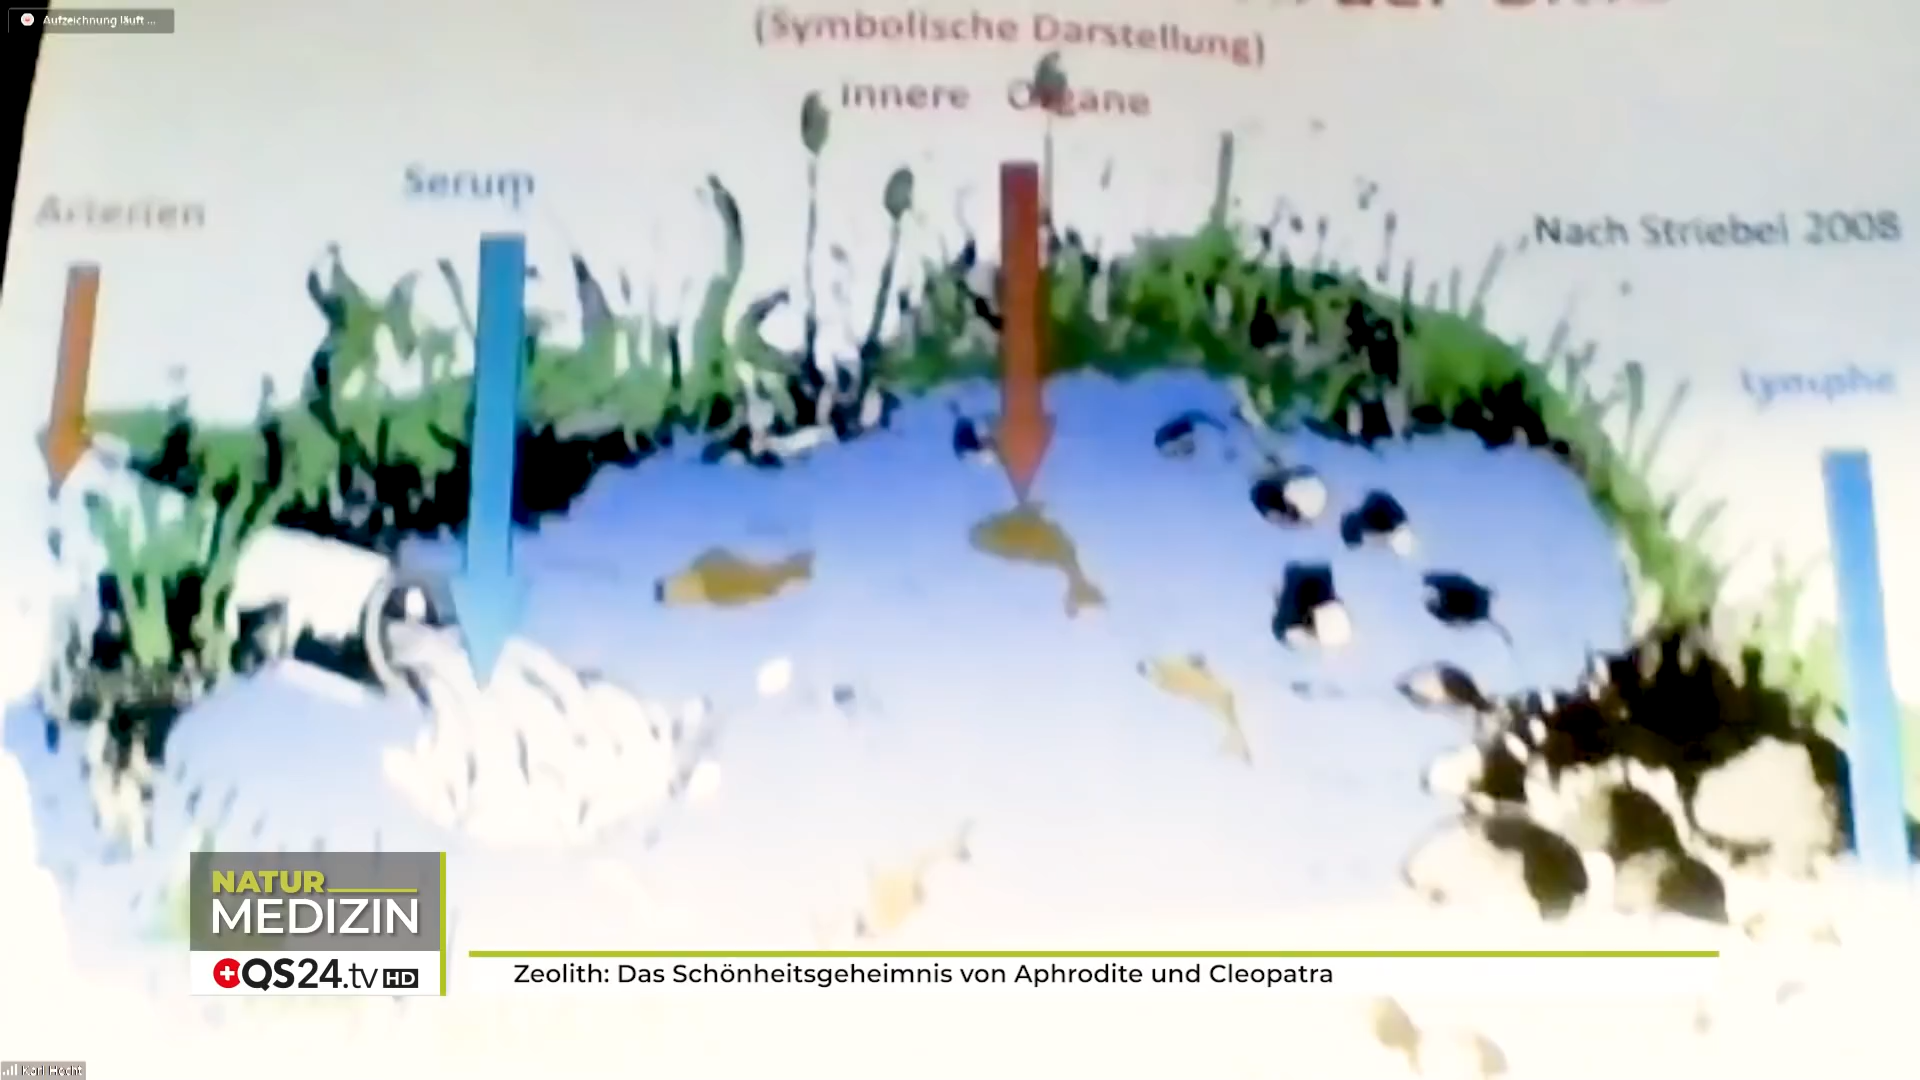 Aufzeichnung läuft ...
(Symbolische Darstellung)
innere Organe
Serum
Arterien
Nach Striebel 2008
Lymphe
NATUR
MEDIZIN
QS24.tv HD
Zeolith: Das Schönheitsgeheimnis von Aphrodite und Cleopatra
Karl Hecht